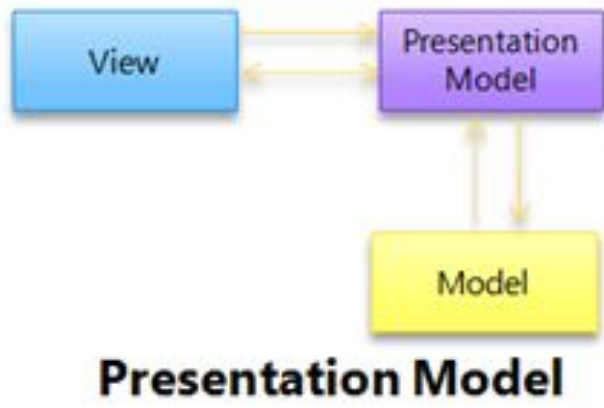 View
Presentation
Model
Model
Presentation Model